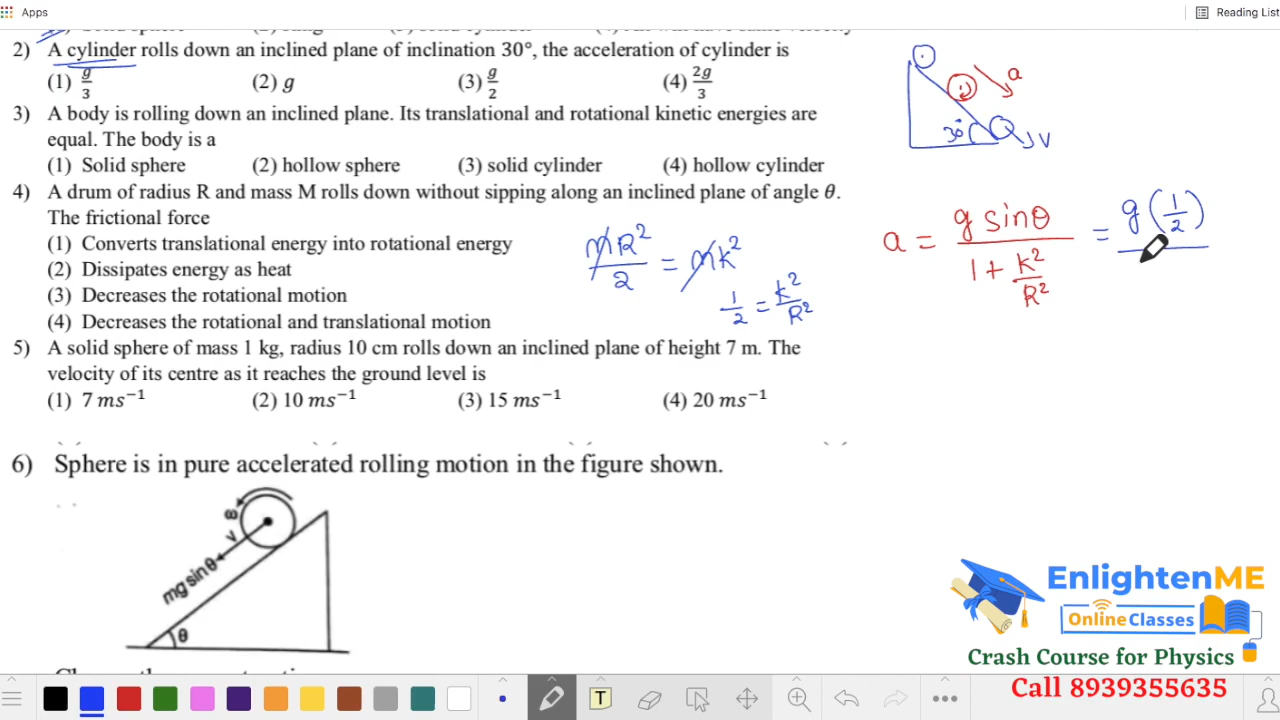 Apps
Reading List
2) A cylinder rolls down an inclined plane of inclination 30°, the acceleration of cylinder is
(1) g/3 (2) g (3) g/2 (4) 2g/3
3) A body is rolling down an inclined plane. Its translational and rotational kinetic energies are
equal. The body is a
(1) Solid sphere (2) hollow sphere (3) solid cylinder (4) hollow cylinder
4) A drum of radius R and mass M rolls down without sipping along an inclined plane of angle θ.
The frictional force
(1) Converts translational energy into rotational energy
(2) Dissipates energy as heat
(3) Decreases the rotational motion
(4) Decreases the rotational and translational motion
5) A solid sphere of mass 1 kg, radius 10 cm rolls down an inclined plane of height 7 m. The
velocity of its centre as it reaches the ground level is
(1) 7 ms⁻¹ (2) 10 ms⁻¹ (3) 15 ms⁻¹ (4) 20 ms⁻¹
6) Sphere is in pure accelerated rolling motion in the figure shown.
ω
v
mg sinθ
θ
mR²/2 = mk²
1/2 = k²/R²
a
30°
v
a = g sinθ / (1 + K²/R²) = g(1/2)
EnlightenME
Online Classes
Crash Course for Physics
Call 8939355635
T